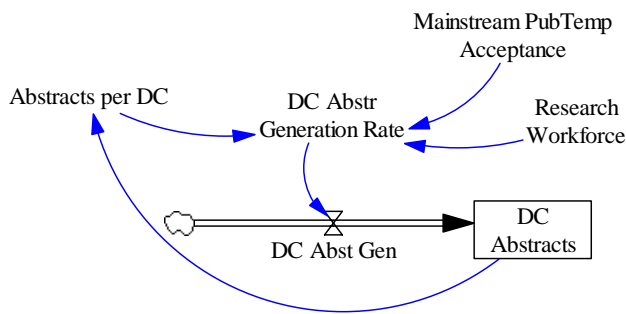 Mainstream PubTemp
Acceptance
Abstracts per DC
DC Abstr
Generation Rate
Research
Workforce
DC Abst Gen
DC
Abstracts